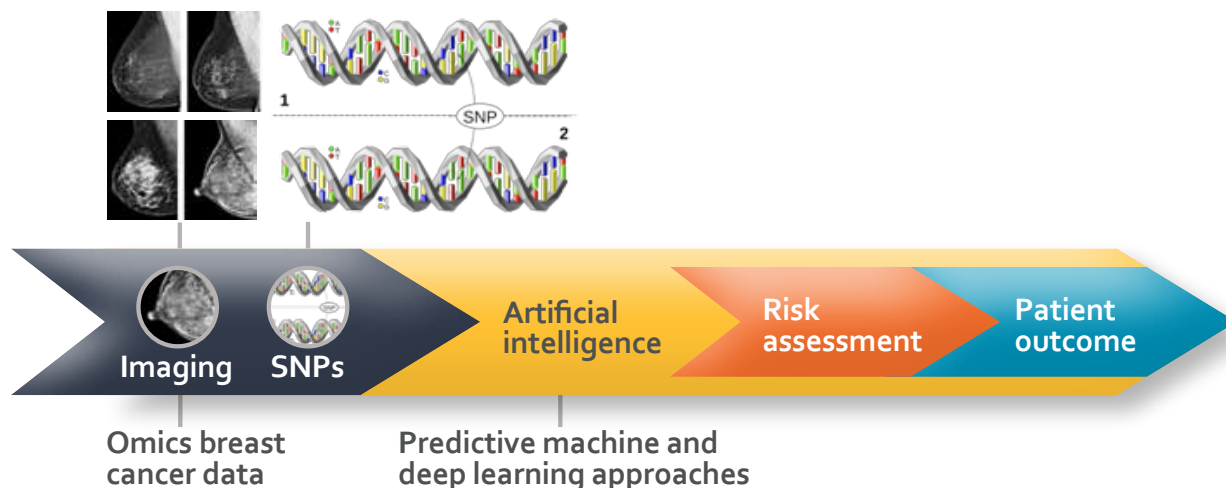 A
T
C
G
1
SNP
2
A
T
C
G
SNP
Imaging
SNPs
Artificial
intelligence
Risk
assessment
Patient
outcome
Omics breast
cancer data
Predictive machine and
deep learning approaches